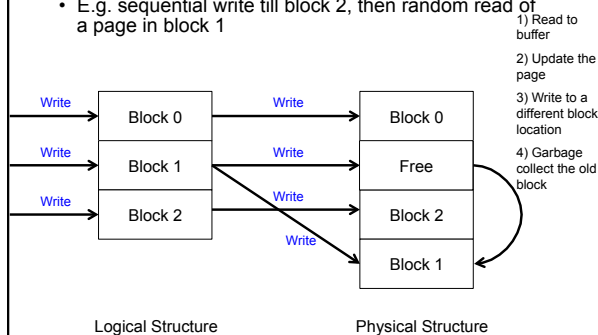 • E.g. sequential write till block 2, then random read of
a page in block 1
1) Read to
buffer
2) Update the
page
3) Write to a
different block
location
4) Garbage
collect the old
block
Write
Block 0
Write
Block 0
Write
Block 1
Write
Free
Write
Block 2
Write
Block 2
Write
Block 1
Logical Structure
Physical Structure